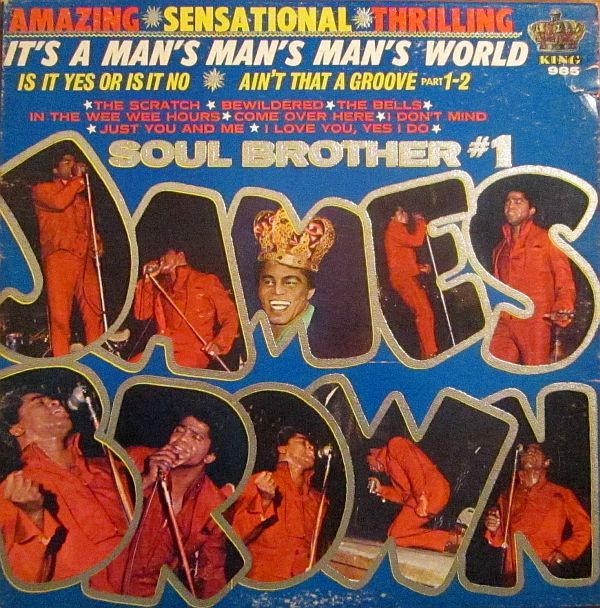 AMAZING * SENSATIONAL * THRILLING
IT'S A MAN'S MAN'S MAN'S WORLD
KING
985
IS IT YES OR IS IT NO * AIN'T THAT A GROOVE PART 1-2
★THE SCRATCH ★ BEWILDERED ★THE BELLS★
IN THE WEE WEE HOURS★COME OVER HERE★I DON'T MIND
★JUST YOU AND ME ★ I LOVE YOU, YES I DO★
SOUL BROTHER #1
JAMES
BROWN